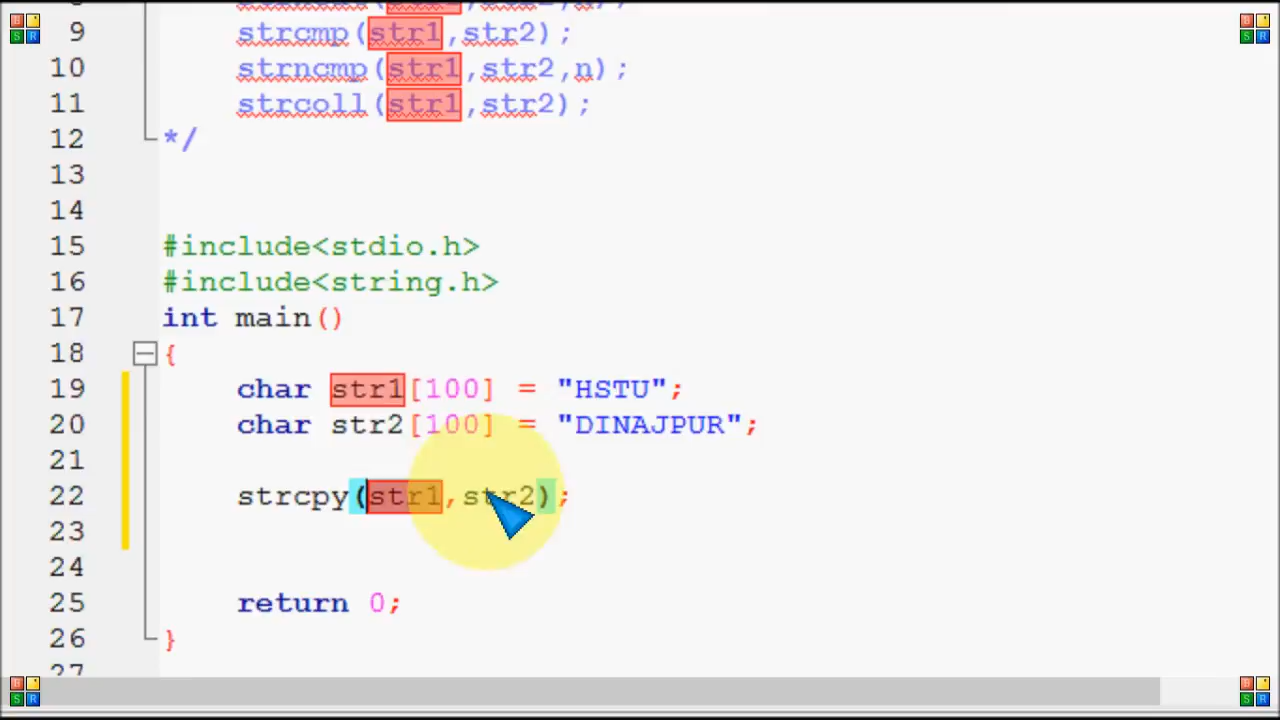 9 strcmp(str1,str2);
10 strncmp(str1,str2,n);
11 strcoll(str1,str2);
12 */
13
14
15 #include<stdio.h>
16 #include<string.h>
17 int main()
18 {
19 char str1[100] = "HSTU";
20 char str2[100] = "DINAJPUR";
21
22 strcpy(str1,str2);
23
24
25 return 0;
26 }
27